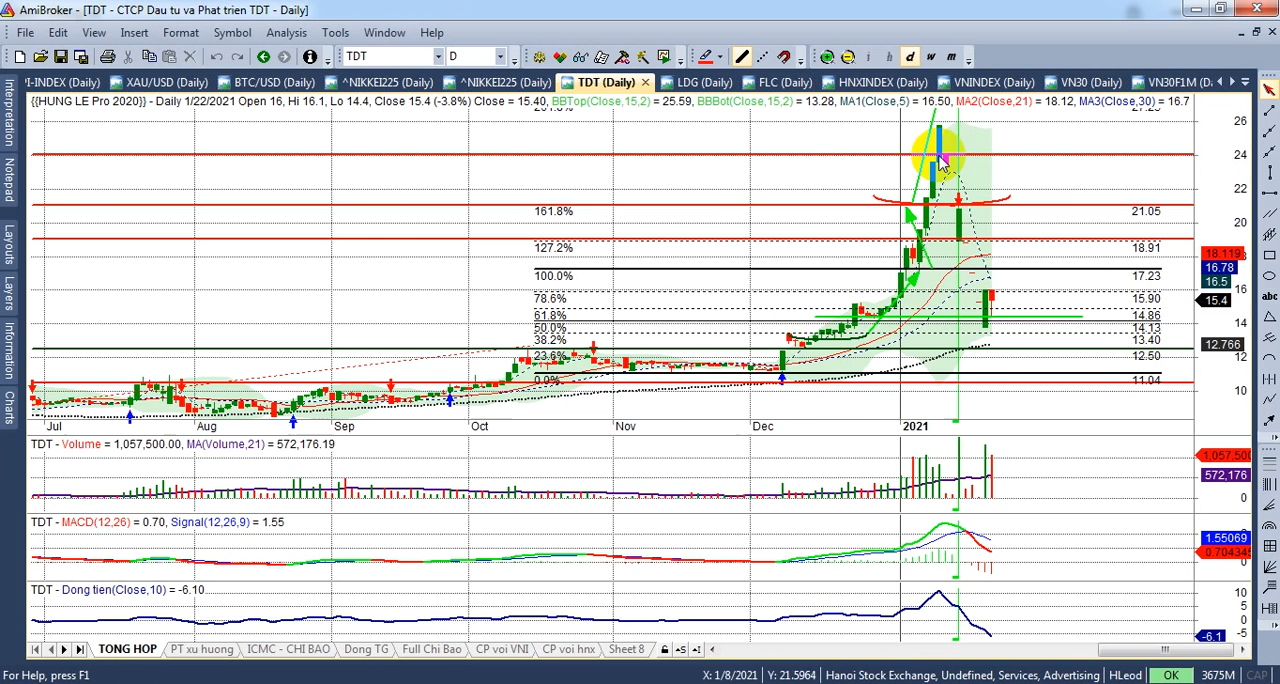 AmiBroker - [TDT - CTCP Dau tu va Phat trien TDT - Daily]
File Edit View Insert Format Symbol Analysis Tools Window Help
TDT D d w m
I-INDEX (Daily) XAU/USD (Daily) BTC/USD (Daily) ^NIKKEI225 (Daily) ^NIKKEI225 (Daily) TDT (Daily) LDG (Daily) FLC (Daily) HNXINDEX (Daily) VNINDEX (Daily) VN30 (Daily) VN30F1M (D
{{HUNG LE Pro 2020}} - Daily 1/22/2021 Open 16, Hi 16.1, Lo 14.4, Close 15.4 (-3.8%) Close = 15.40, BBTop(Close,15,2) = 25.59, BBBot(Close,15,2) = 13.28, MA1(Close,5) = 16.50, MA2(Close,21) = 18.12, MA3(Close,30) = 16.7
Interpretation
Notepad
Layouts
Layers
Information
Charts
abc
26
24
22
161.8% 21.05
20
127.2% 18.91
18.119
100.0% 17.23
16.78
16.5
16
78.6% 15.90
15.4
61.8% 14.86
50.0% 14.13
14
38.2% 13.40
12.766
23.6% 12.50
12
0.0% 11.04
10
Jul Aug Sep Oct Nov Dec 2021
TDT - Volume = 1,057,500.00, MA(Volume,21) = 572,176.19
1,057,500
572,176
0
TDT - MACD(12,26) = 0.70, Signal(12,26,9) = 1.55
1.55069
0.704345
TDT - Dong tien(Close,10) = -6.10
10
5
0
-5
-6.1
TONG HOP PT xu huong ICMC - CHI BAO Dong TG Full Chi Bao CP voi VNI CP voi hnx Sheet 8
For Help, press F1 X: 1/8/2021 Y: 21.5964 Hanoi Stock Exchange, Undefined, Services, Advertising HLeod OK 3675M CAP